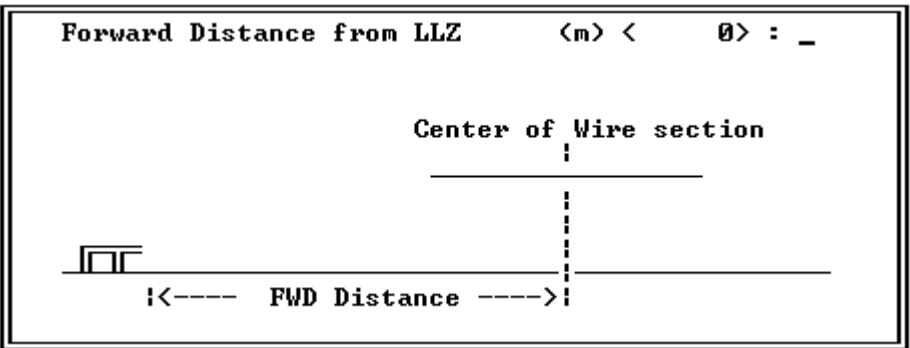 Forward Distance from LLZ (m) < 0> : _
Center of Wire section
|<---- FWD Distance ---->|